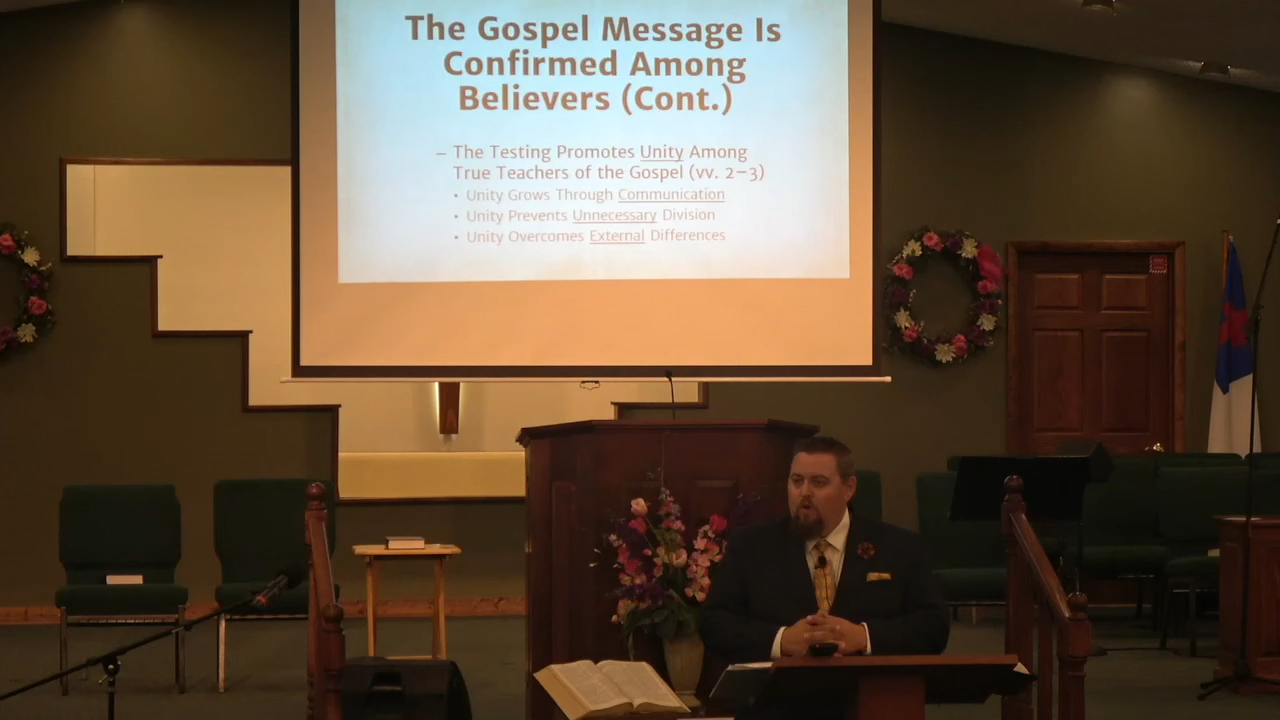 The Gospel Message Is
Confirmed Among
Believers (Cont.)
– The Testing Promotes Unity Among
True Teachers of the Gospel (vv. 2–3)
• Unity Grows Through Communication
• Unity Prevents Unnecessary Division
• Unity Overcomes External Differences